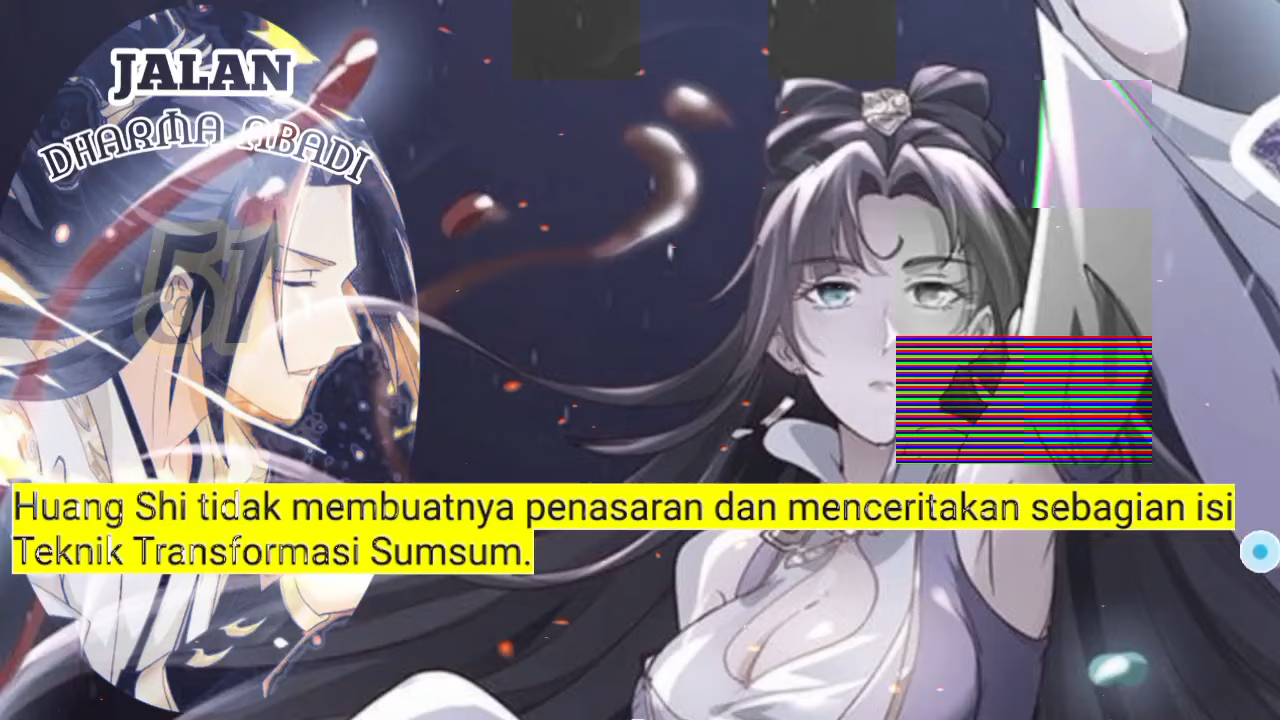 JALAN
DHARMA ABADI
51
Huang Shi tidak membuatnya penasaran dan menceritakan sebagian isi
Teknik Transformasi Sumsum.